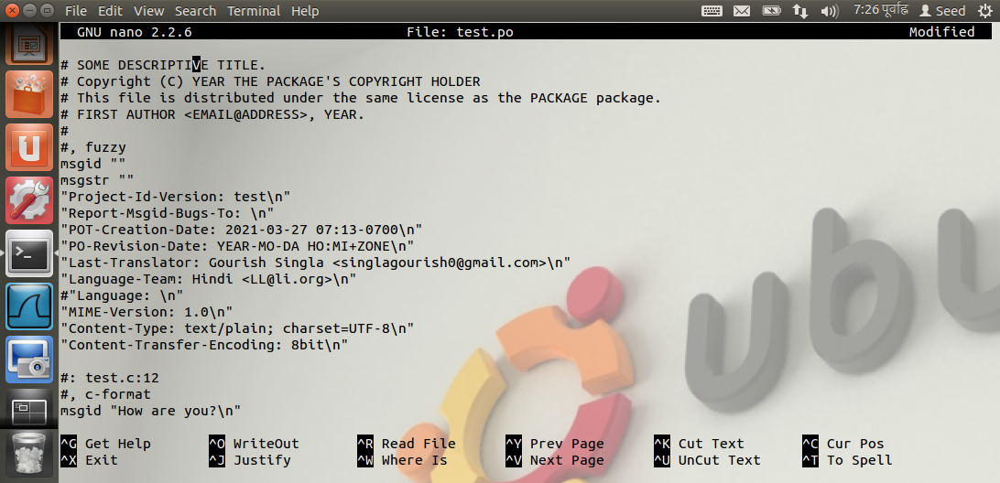 File Edit View Search Terminal Help 7:26 पूर्वाह्न Seed
GNU nano 2.2.6 File: test.po Modified
# SOME DESCRIPTIVE TITLE.
# Copyright (C) YEAR THE PACKAGE'S COPYRIGHT HOLDER
# This file is distributed under the same license as the PACKAGE package.
# FIRST AUTHOR <EMAIL@ADDRESS>, YEAR.
#
#, fuzzy
msgid ""
msgstr ""
"Project-Id-Version: test\n"
"Report-Msgid-Bugs-To: \n"
"POT-Creation-Date: 2021-03-27 07:13-0700\n"
"PO-Revision-Date: YEAR-MO-DA HO:MI+ZONE\n"
"Last-Translator: Gourish Singla <singlagourish0@gmail.com>\n"
"Language-Team: Hindi <LL@li.org>\n"
#"Language: \n"
"MIME-Version: 1.0\n"
"Content-Type: text/plain; charset=UTF-8\n"
"Content-Transfer-Encoding: 8bit\n"
#: test.c:12
#, c-format
msgid "How are you?\n"
^G Get Help ^O WriteOut ^R Read File ^Y Prev Page ^K Cut Text ^C Cur Pos
^X Exit ^J Justify ^W Where Is ^V Next Page ^U UnCut Text ^T To Spell
ubu